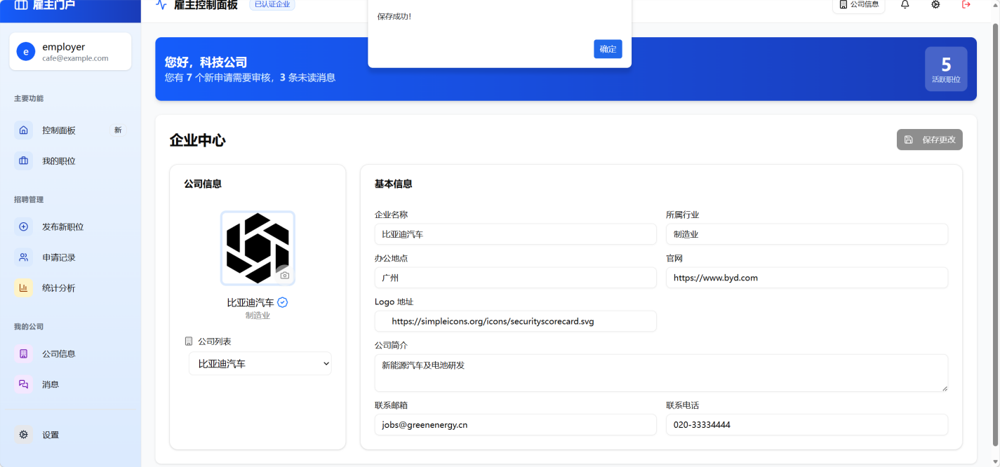 雇主门户
employer
e
cafe@example.com
主要功能
控制面板
新
我的职位
招聘管理
发布新职位
申请记录
统计分析
我的公司
公司信息
消息
设置
雇主控制面板
已认证企业
公司信息
保存成功！
确定
您好，科技公司
您有 7 个新申请需要审核，3 条未读消息
5
活跃职位
企业中心
保存更改
公司信息
比亚迪汽车
制造业
公司列表
比亚迪汽车
基本信息
企业名称
所属行业
比亚迪汽车
制造业
办公地点
官网
广州
https://www.byd.com
Logo 地址
https://simpleicons.org/icons/securityscorecard.svg
公司简介
新能源汽车及电池研发
联系邮箱
联系电话
jobs@greenenergy.cn
020-33334444